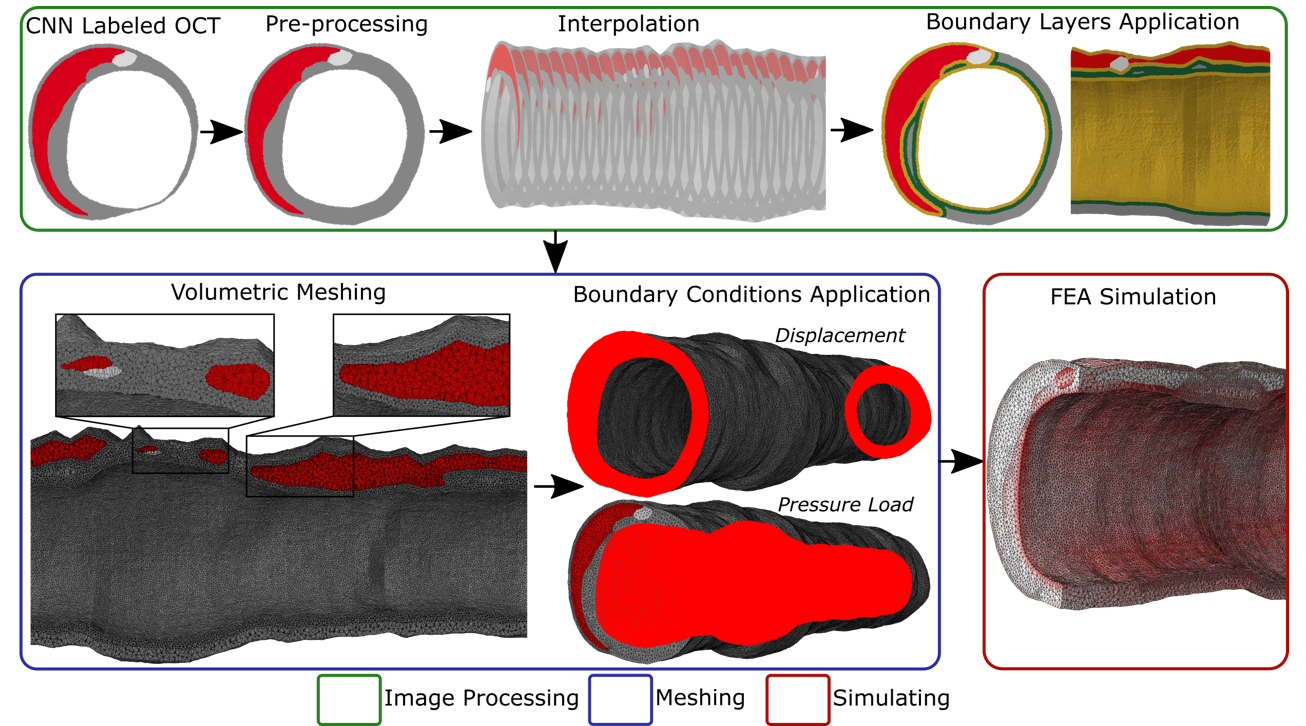 CNN Labeled OCT
Pre-processing
Interpolation
Boundary Layers Application
Volumetric Meshing
Boundary Conditions Application
Displacement
Pressure Load
FEA Simulation
Image Processing
Meshing
Simulating